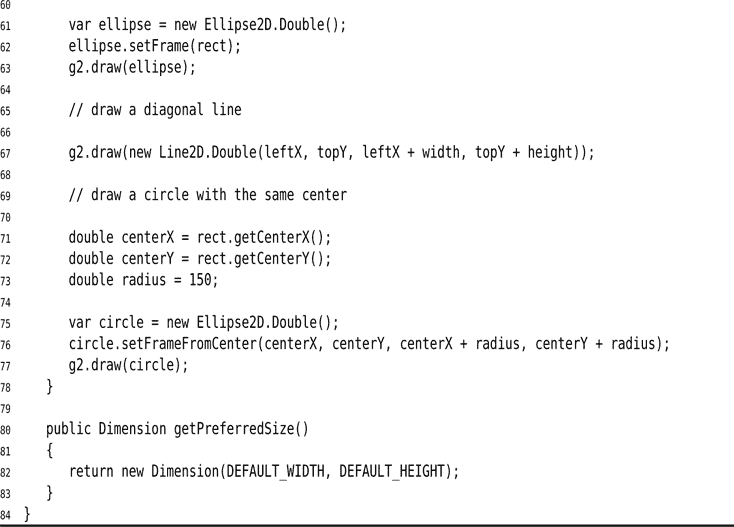 60
61 var ellipse = new Ellipse2D.Double();
62 ellipse.setFrame(rect);
63 g2.draw(ellipse);
64
65 // draw a diagonal line
66
67 g2.draw(new Line2D.Double(leftX, topY, leftX + width, topY + height));
68
69 // draw a circle with the same center
70
71 double centerX = rect.getCenterX();
72 double centerY = rect.getCenterY();
73 double radius = 150;
74
75 var circle = new Ellipse2D.Double();
76 circle.setFrameFromCenter(centerX, centerY, centerX + radius, centerY + radius);
77 g2.draw(circle);
78 }
79
80 public Dimension getPreferredSize()
81 {
82 return new Dimension(DEFAULT_WIDTH, DEFAULT_HEIGHT);
83 }
84 }